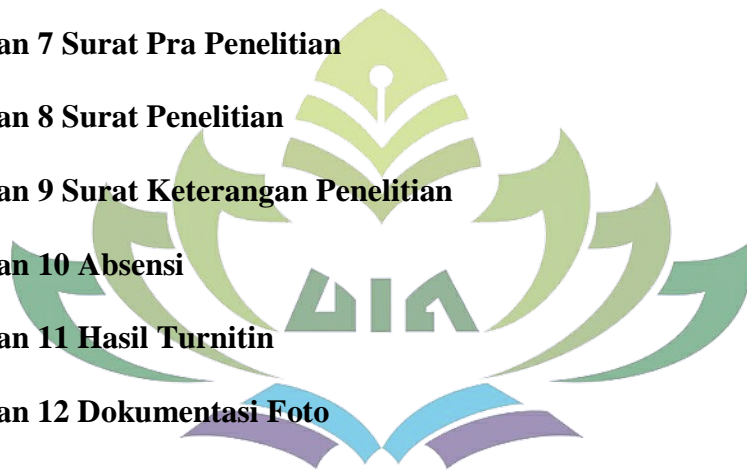 an 7 Surat Pra Penelitian
an 8 Surat Penelitian
an 9 Surat Keterangan Penelitian
an 10 Absensi
UIN
an 11 Hasil Turnitin
an 12 Dokumentasi Foto